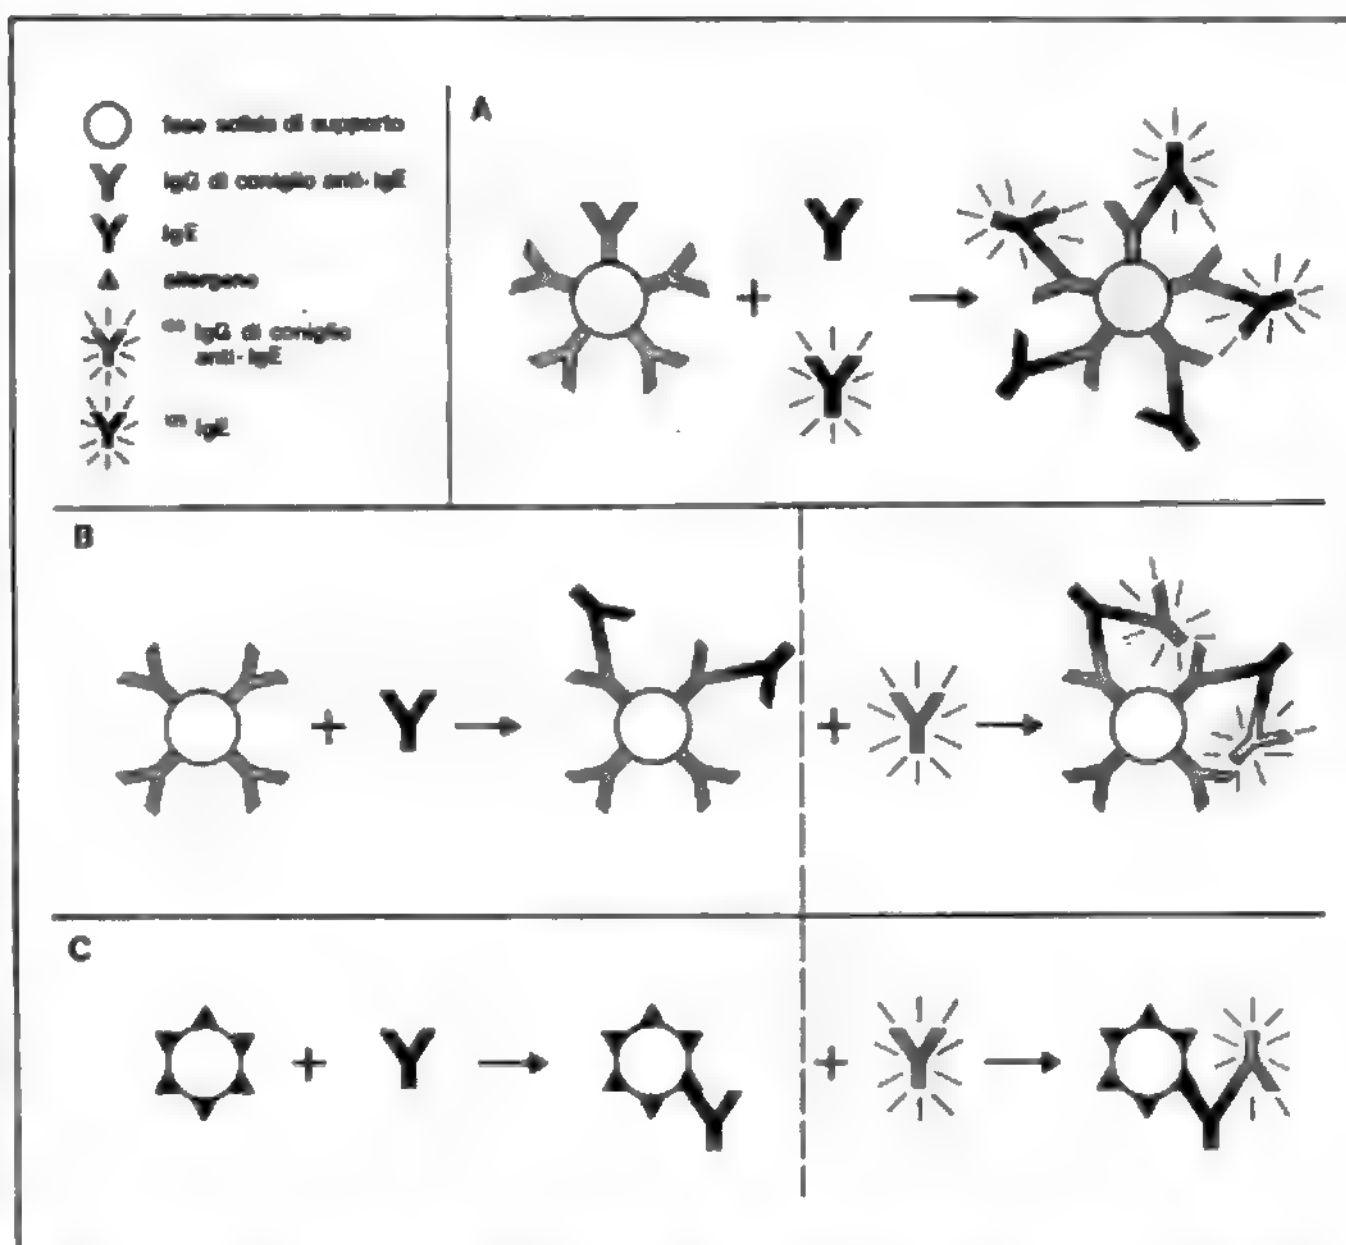 fase solida di supporto
IgG di coniglio anti-IgE
IgE
allergene
IgG di coniglio
anti-IgE
IgE
A
+
B
+
+
C
+
+